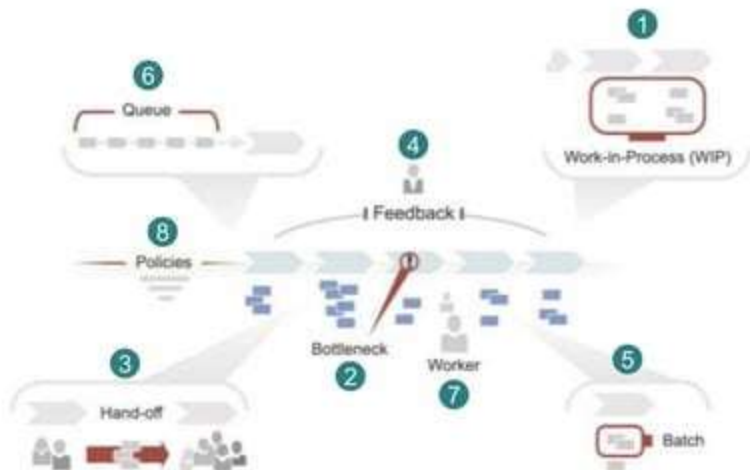 1
6
Queue
4
Work-in-Process (WIP)
Feedback
8
Policies
Bottleneck
2
Worker
7
3
Hand-off
5
Batch